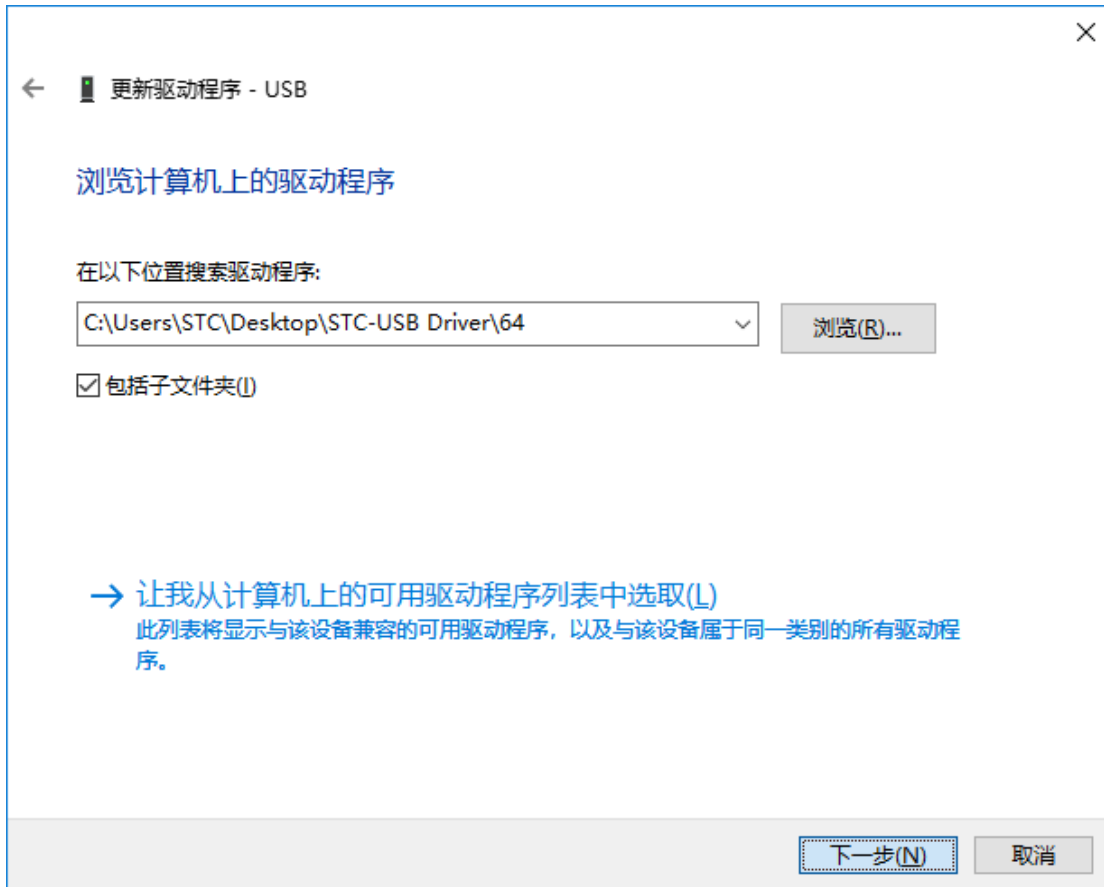 更新驱动程序 - USB
浏览计算机上的驱动程序
在以下位置搜索驱动程序:
C:\Users\STC\Desktop\STC-USB Driver\64
浏览(R)...
包括子文件夹(I)
让我从计算机上的可用驱动程序列表中选取(L)
此列表将显示与该设备兼容的可用驱动程序，以及与该设备属于同一类别的所有驱动程
序。
下一步(N)
取消